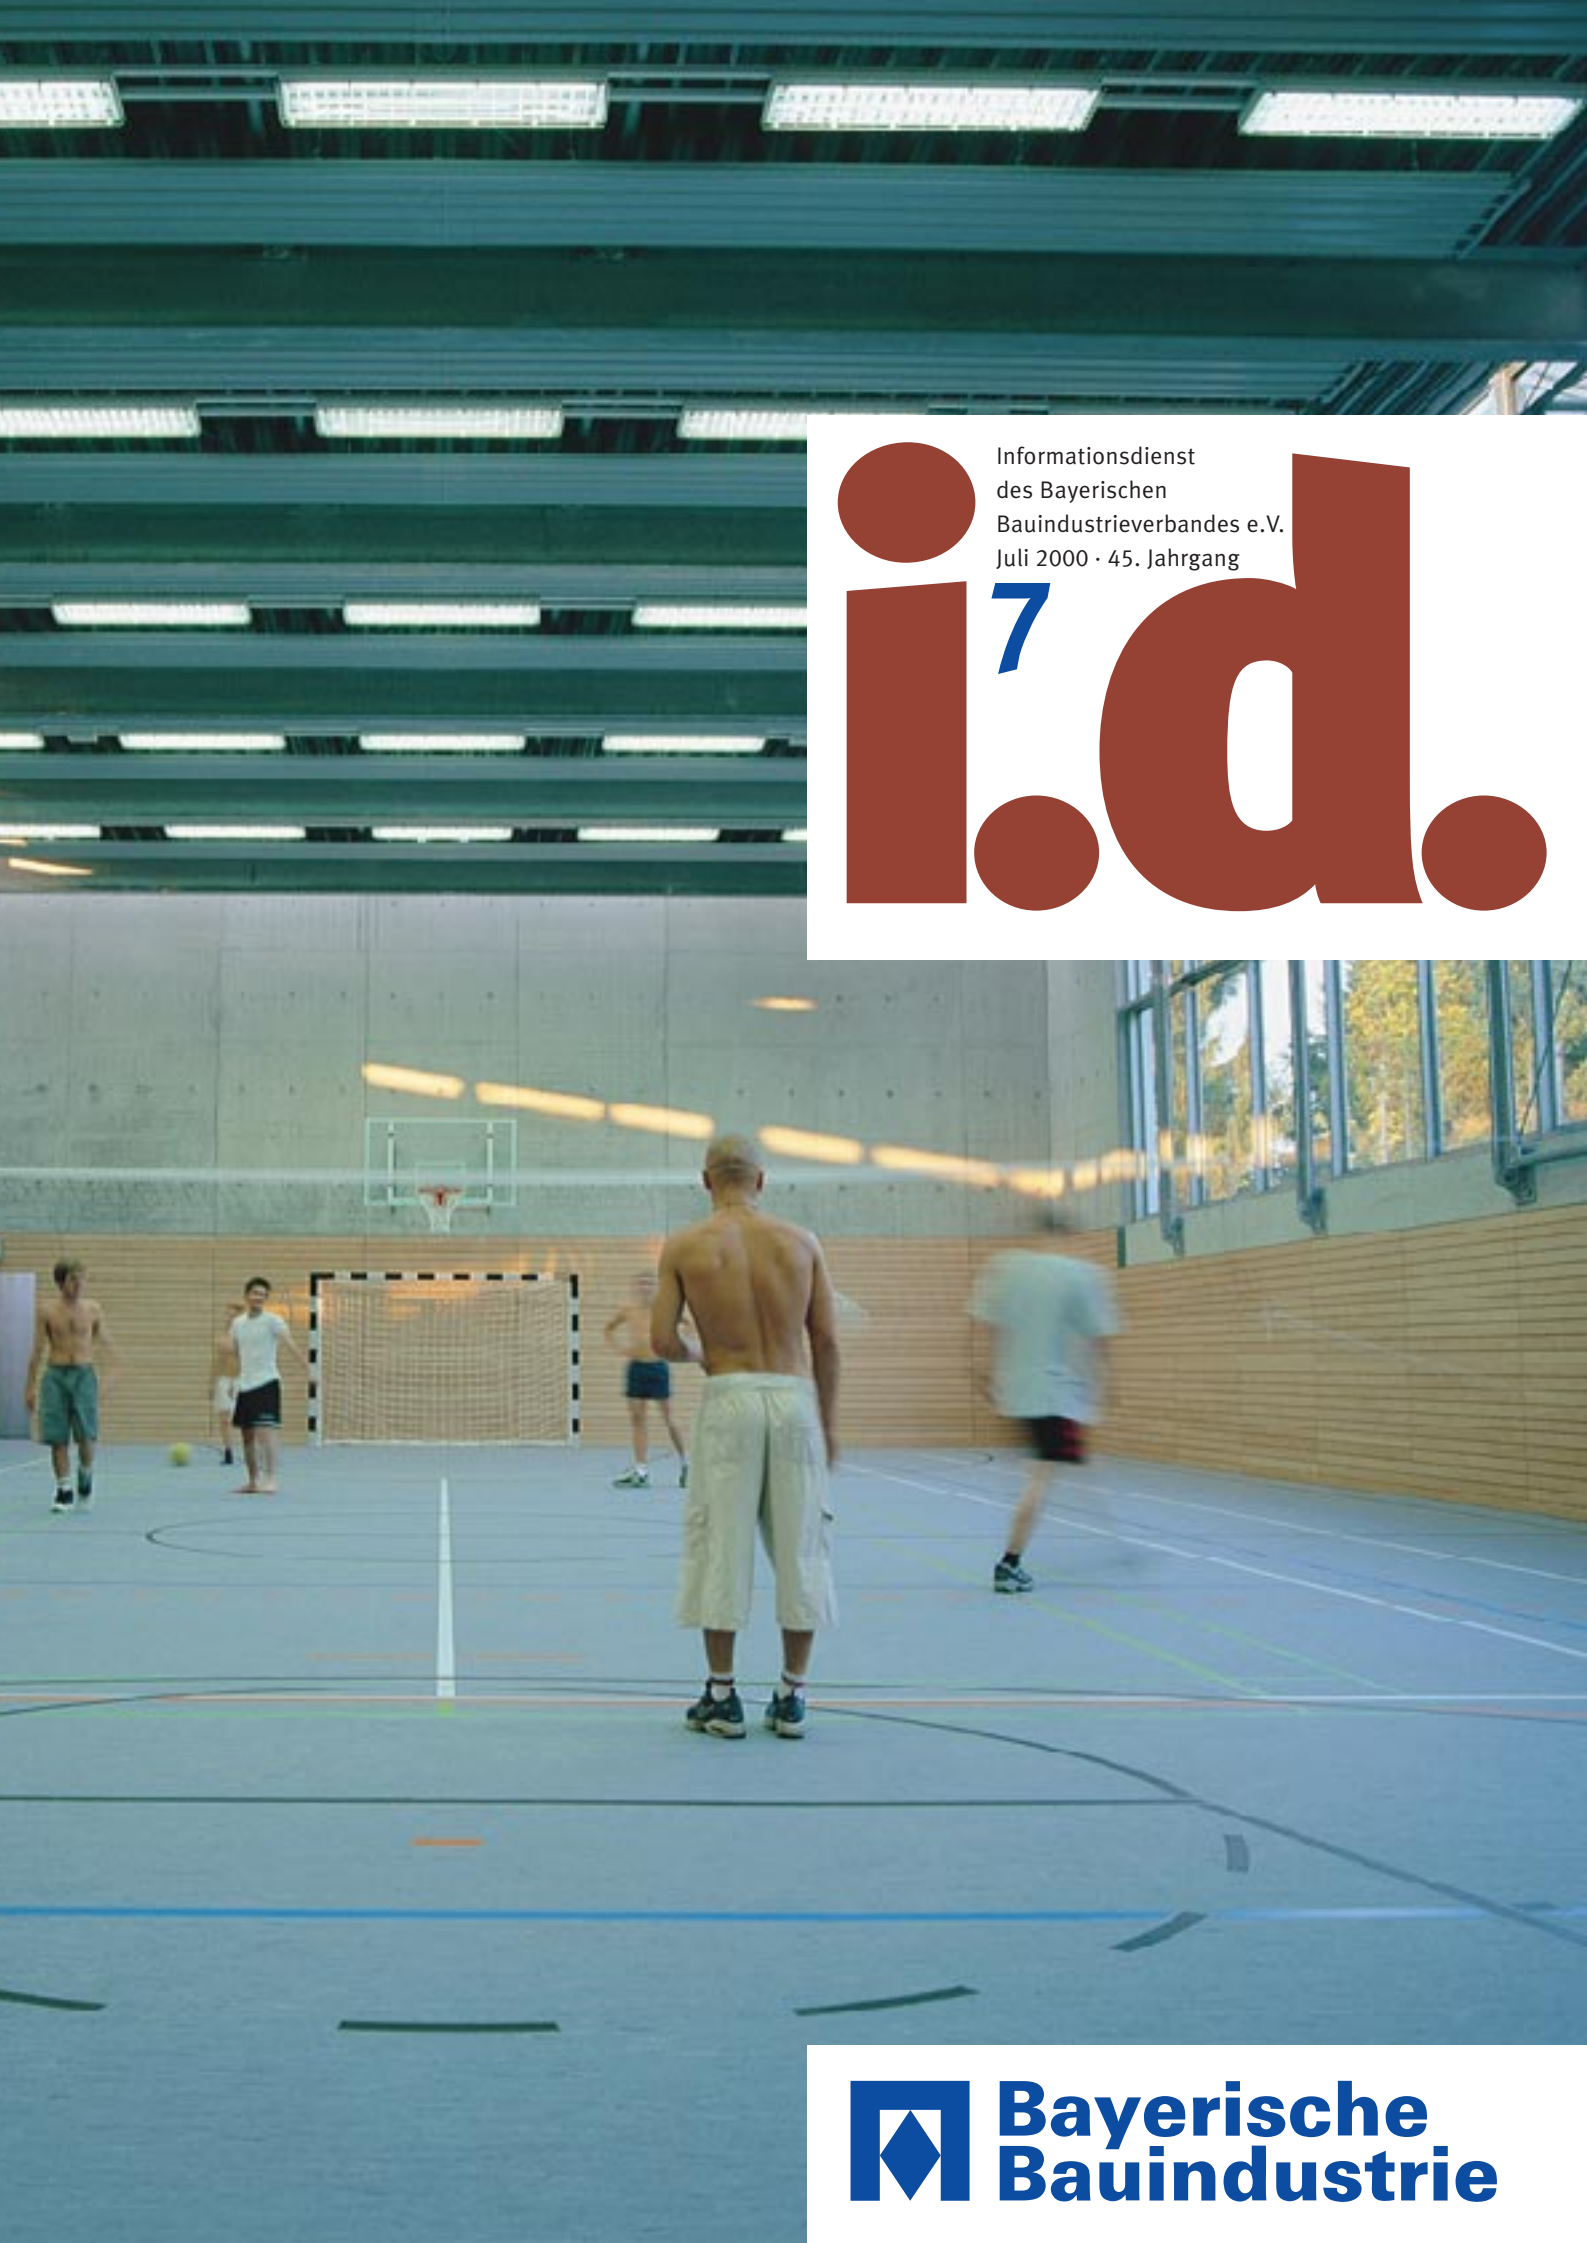 Informationsdienst
des Bayerischen
Bauindustrieverbandes e.V.
Juli 2000 · 45. Jahrgang
7
i.d.
Bayerische
Bauindustrie